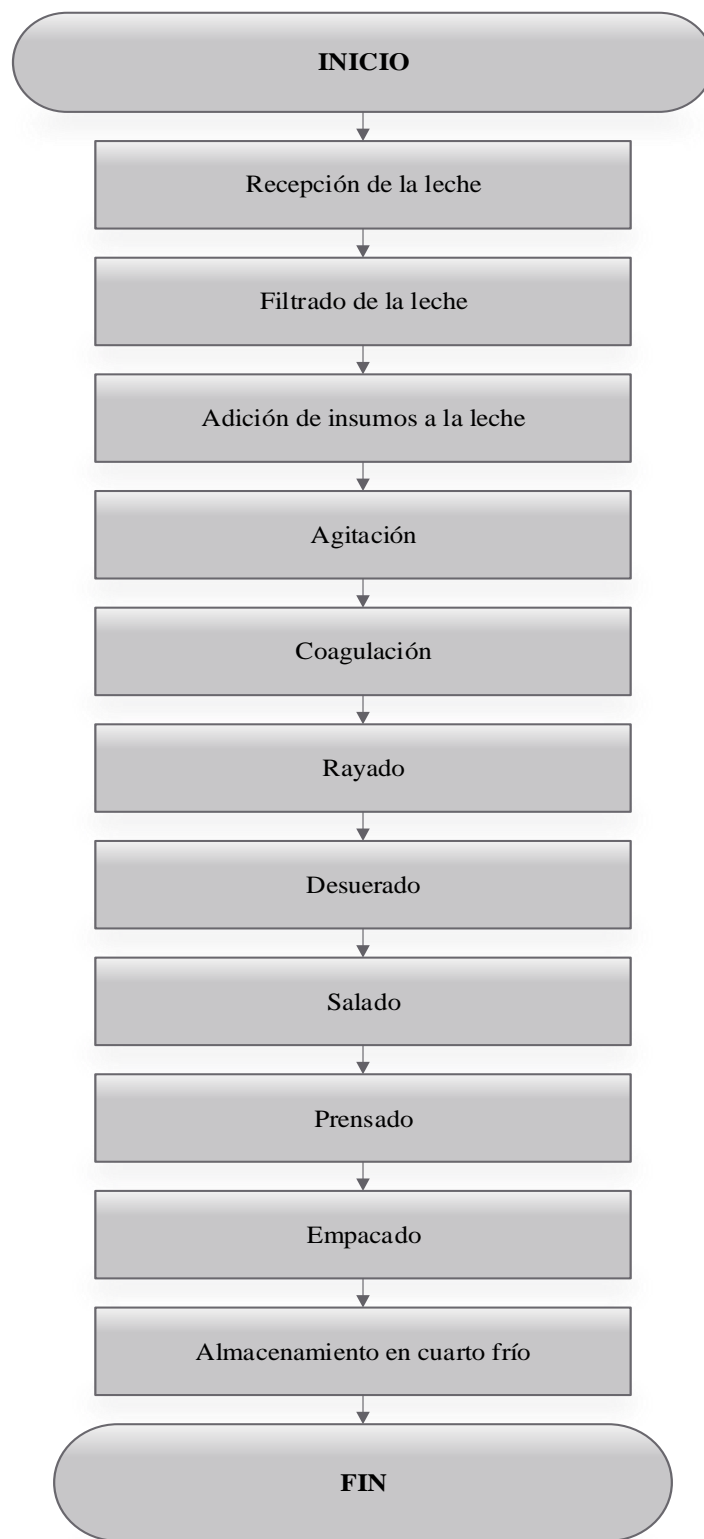 INICIO
Recepción de la leche
Filtrado de la leche
Adición de insumos a la leche
Agitación
Coagulación
Rayado
Desuerado
Salado
Prensado
Empacado
Almacenamiento en cuarto frío
FIN